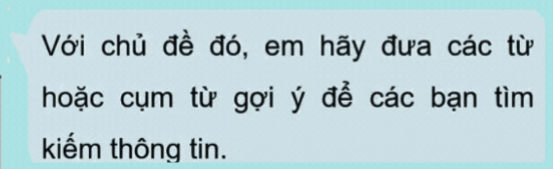 Với chủ đề đó, em hãy đưa các từ
hoặc cụm từ gợi ý để các bạn tìm
kiếm thông tin.